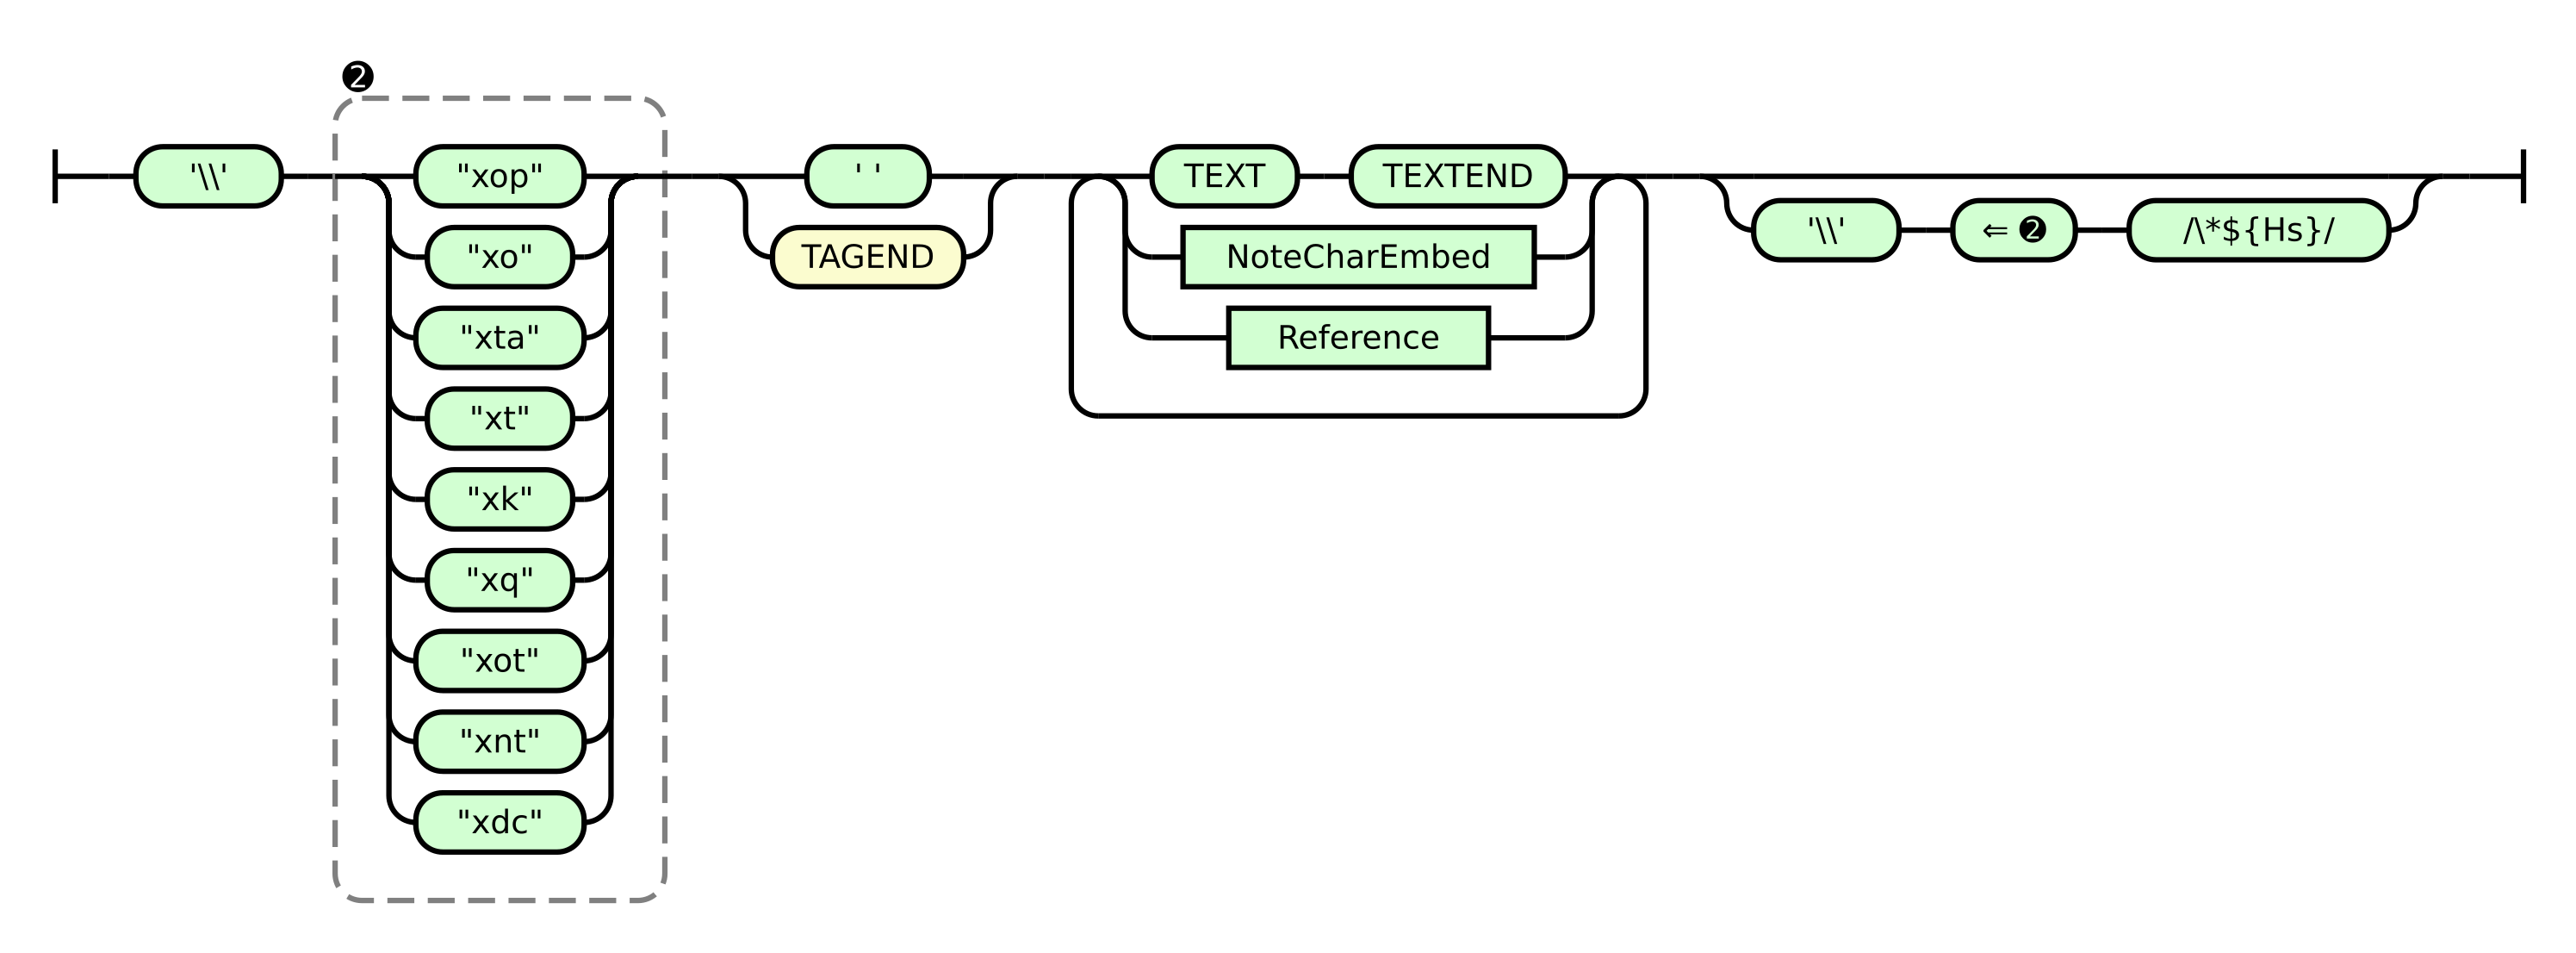 ❷
'\\'
"xop"
"xo"
"xta"
"xt"
"xk"
"xq"
"xot"
"xnt"
"xdc"
' '
TAGEND
TEXT
TEXTEND
NoteCharEmbed
Reference
'\\'
⇐ ❷
/\*${Hs}/